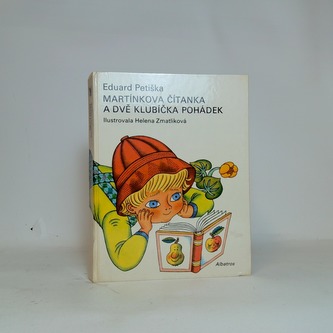 Eduard Petiška
MARTÍNKOVA ČÍTANKA
A DVĚ KLUBÍČKA POHÁDEK
Ilustrovala Helena Zmatlíková
Albatros